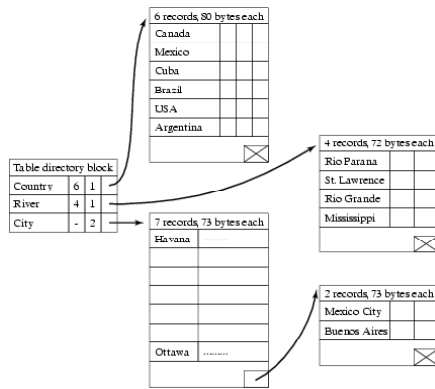 6 records, 80 bytes each
Canada
Mexico
Cuba
Brazil
USA
Argentina
Table directory block
Country 6 1
River 4 1
City - 2
4 records, 72 bytes each
Rio Parana
St. Lawrence
Rio Grande
Mississippi
7 records, 73 bytes each
Havana ........
Ottawa ........
2 records, 73 bytes each
Mexico City
Buenos Aires